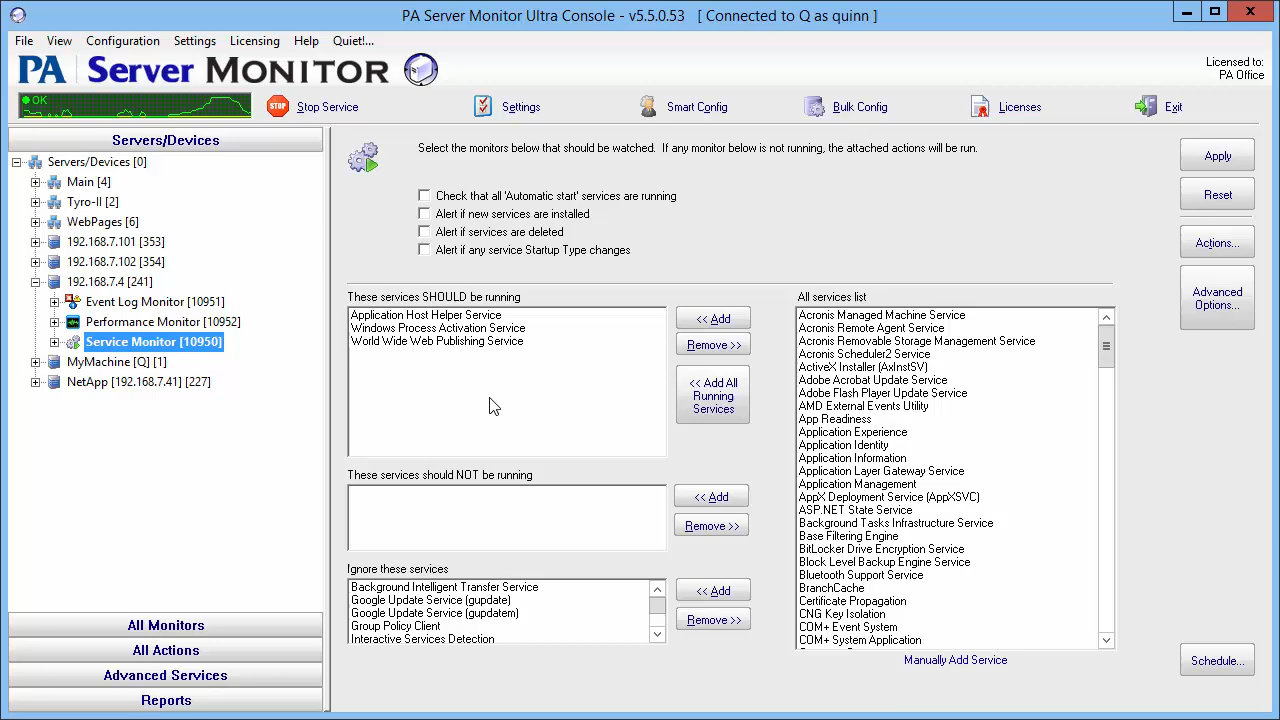 PA Server Monitor Ultra Console - v5.5.0.53 [ Connected to Q as quinn ]
File View Configuration Settings Licensing Help Quiet!...
PA Server MONITOR
Licensed to:
PA Office
OK
STOP Stop Service Settings Smart Config Bulk Config Licenses Exit
Servers/Devices
Servers/Devices [0]
Main [4]
Tyro-II [2]
WebPages [6]
192.168.7.101 [353]
192.168.7.102 [354]
192.168.7.4 [241]
Event Log Monitor [10951]
Performance Monitor [10952]
Service Monitor [10950]
MyMachine [Q] [1]
NetApp [192.168.7.41] [227]
All Monitors
All Actions
Advanced Services
Reports
Select the monitors below that should be watched. If any monitor below is not running, the attached actions will be run.
Check that all 'Automatic start' services are running
Alert if new services are installed
Alert if services are deleted
Alert if any service Startup Type changes
These services SHOULD be running
Application Host Helper Service
Windows Process Activation Service
World Wide Web Publishing Service
<< Add
Remove >>
<< Add All
Running
Services
These services should NOT be running
<< Add
Remove >>
Ignore these services
Background Intelligent Transfer Service
Google Update Service (gupdate)
Google Update Service (gupdatem)
Group Policy Client
Interactive Services Detection
<< Add
Remove >>
All services list
Acronis Managed Machine Service
Acronis Remote Agent Service
Acronis Removable Storage Management Service
Acronis Scheduler2 Service
ActiveX Installer (AxInstSV)
Adobe Acrobat Update Service
Adobe Flash Player Update Service
AMD External Events Utility
App Readiness
Application Experience
Application Identity
Application Information
Application Layer Gateway Service
Application Management
AppX Deployment Service (AppXSVC)
ASP.NET State Service
Background Tasks Infrastructure Service
Base Filtering Engine
BitLocker Drive Encryption Service
Block Level Backup Engine Service
Bluetooth Support Service
BranchCache
Certificate Propagation
CNG Key Isolation
COM+ Event System
COM+ System Application
Manually Add Service
Apply
Reset
Actions...
Advanced
Options...
Schedule...